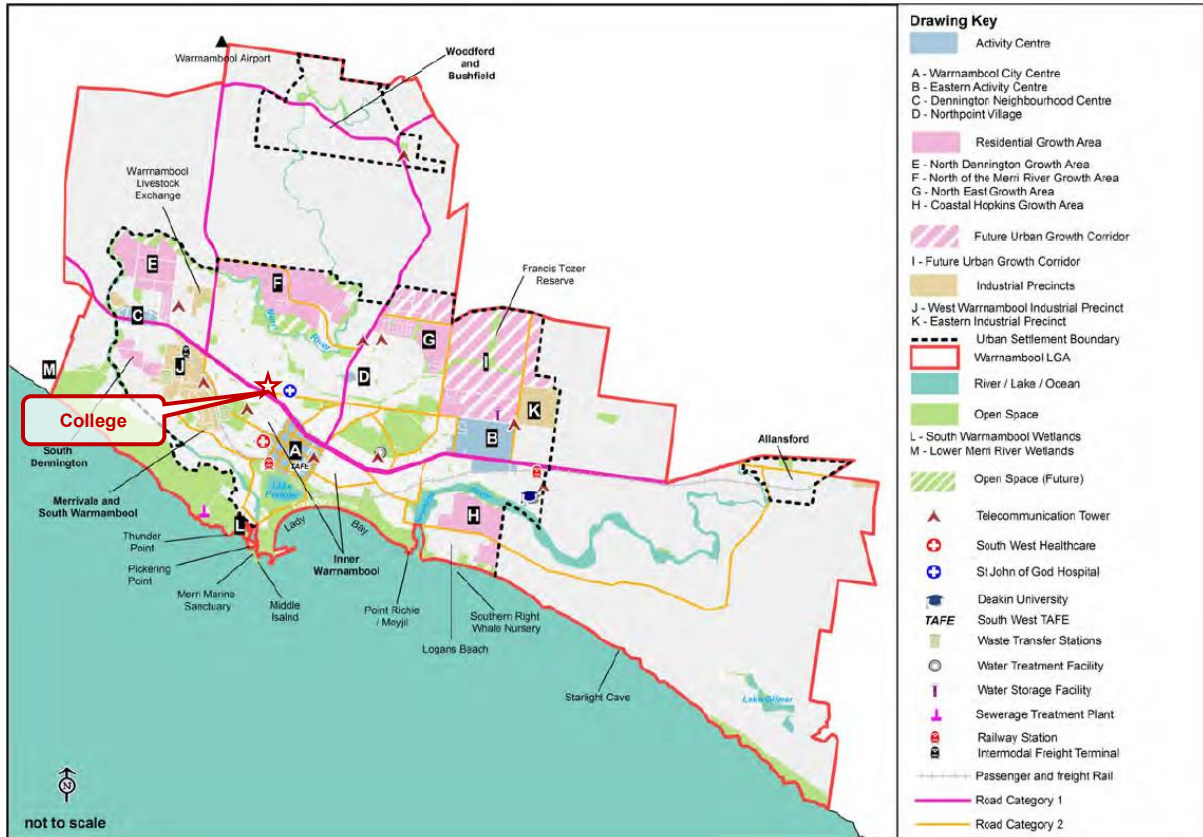 Warrnambool Airport
Woodford
and
Bushfield
Warrnambool
Livestock
Exchange
Francis Tozer
Reserve
E
F
C
G
I
J
D
M
K
College
A
TAFE
B
South
Dennington
Allansford
Merrivale and
South Warrnambool
Lake
Pertobe
Merri
River
Hopkins
River
H
L
Lady
Bay
Thunder
Point
Pickering
Point
Inner
Warrnambool
Merri Marine
Sanctuary
Middle
Isalnd
Point Richie
/ Moyjil
Southern Right
Whale Nursery
Logans Beach
Starlight Cave
Lake Gillear
N
not to scale
Drawing Key
Activity Centre
A - Warrnambool City Centre
B - Eastern Activity Centre
C - Dennington Neighbourhood Centre
D - Northpoint Village
Residential Growth Area
E - North Dennington Growth Area
F - North of the Merri River Growth Area
G - North East Growth Area
H - Coastal Hopkins Growth Area
Future Urban Growth Corridor
I - Future Urban Growth Corridor
Industrial Precincts
J - West Warrnambool Industrial Precinct
K - Eastern Industrial Precinct
Urban Settlement Boundary
Warrnambool LGA
River / Lake / Ocean
Open Space
L - South Warrnambool Wetlands
M - Lower Merri River Wetlands
Open Space (Future)
Telecommunication Tower
South West Healthcare
St John of God Hospital
Deakin University
TAFE South West TAFE
Waste Transfer Stations
Water Treatment Facility
Water Storage Facility
Sewerage Treatment Plant
Railway Station
Intermodal Freight Terminal
Passenger and freight Rail
Road Category 1
Road Category 2